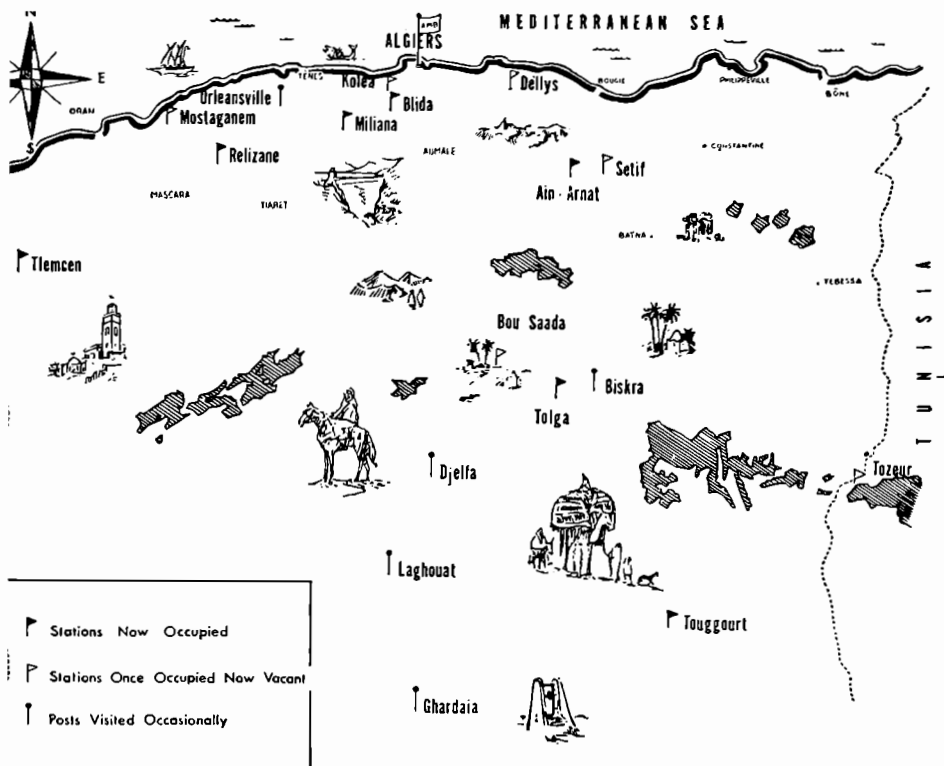 N
MEDITERRANEAN SEA
AMB
ALGIERS
E
TÉNÈS
Koléa
Dellys
BOUGIE
PHILIPPEVILLE
BÔNE
Orleansville
Blida
ORAN
Mostaganem
Miliana
S
Relizane
AUMALE
CONSTANTINE
Setif
Ain-Arnat
MASCARA
TIARET
BATNA
Tlemcen
TEBESSA
TUNISIA
Bou Saada
Biskra
Tolga
Djelfa
Tozeur
Laghouat
Touggourt
Ghardaia
Stations Now Occupied
Stations Once Occupied Now Vacant
Posts Visited Occasionally